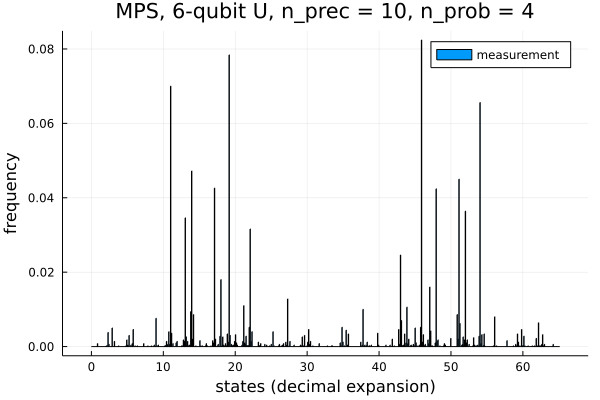 MPS, 6-qubit U, n_prec = 10, n_prob = 4
measurement
frequency
0.08
0.06
0.04
0.02
0.00
0 10 20 30 40 50 60
states (decimal expansion)